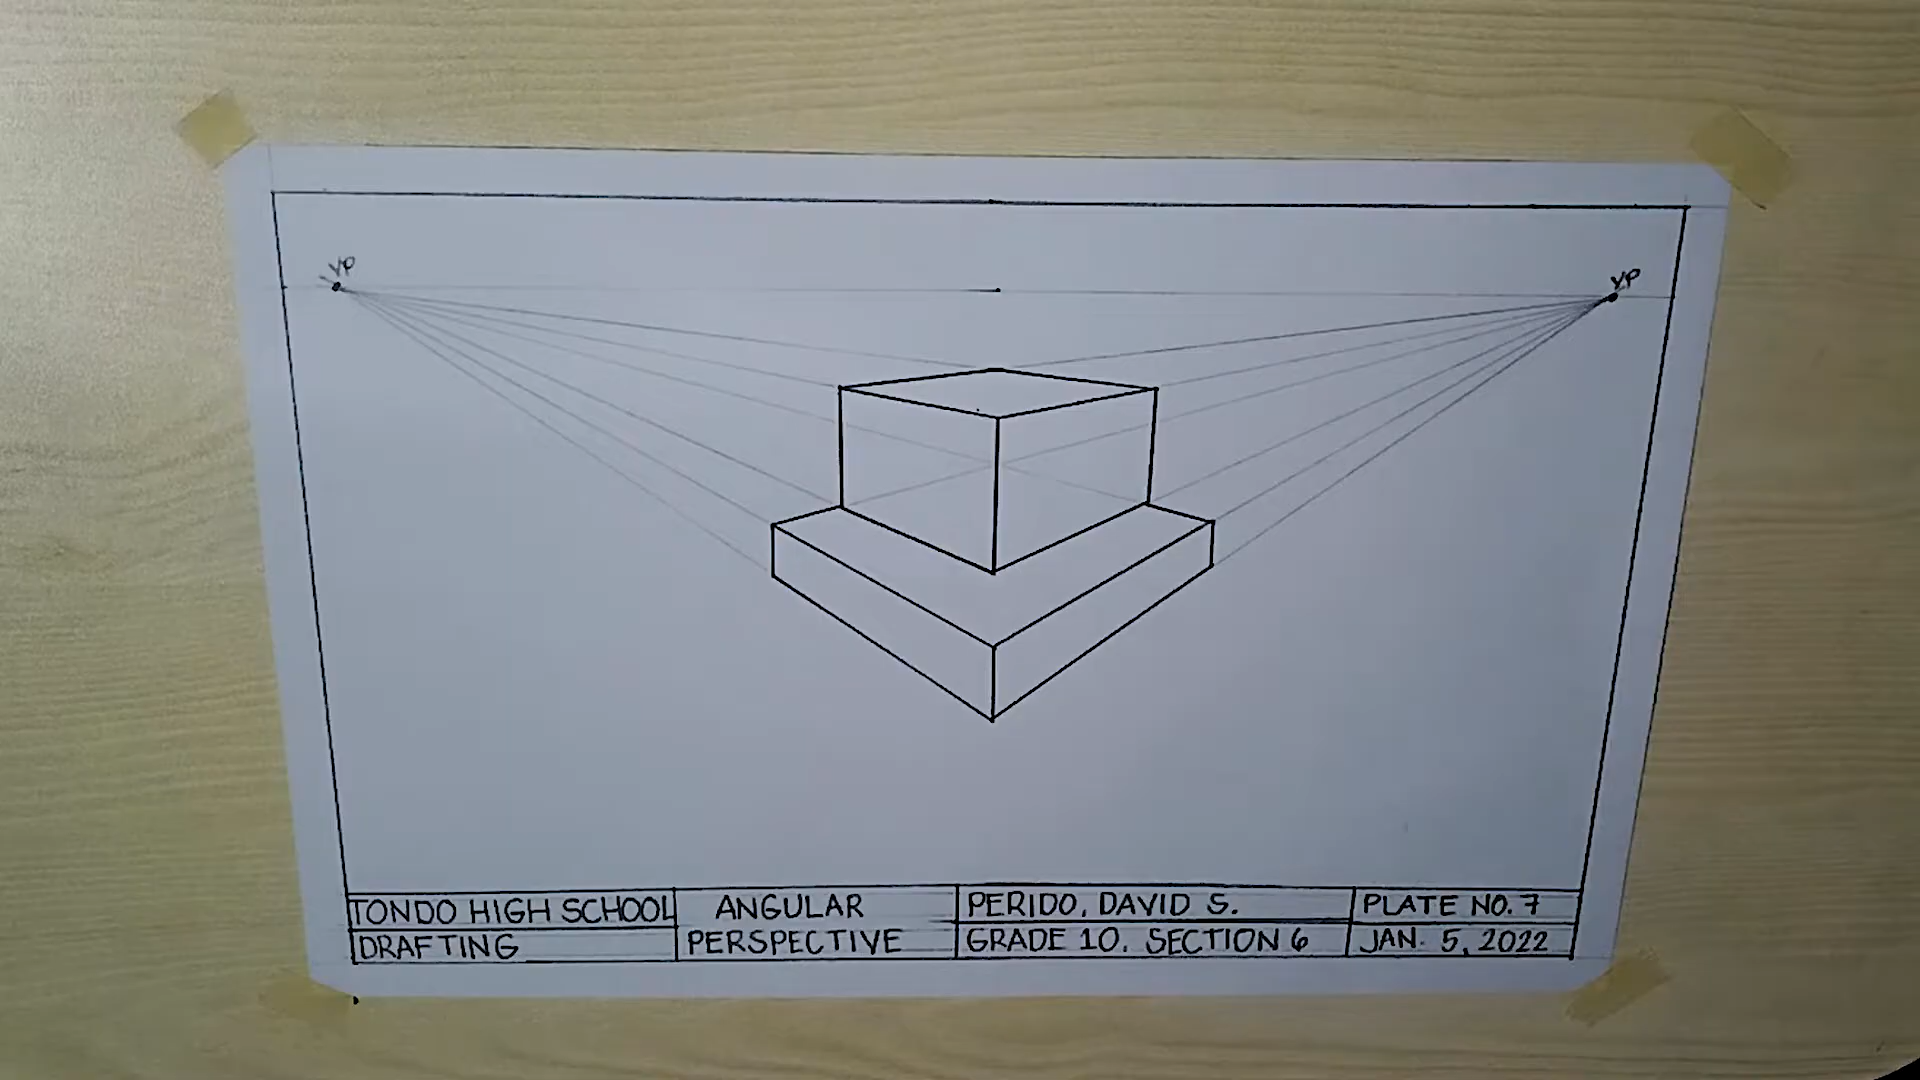 VP
VP
TONDO HIGH SCHOOL
DRAFTING
ANGULAR
PERSPECTIVE
PERIDO, DAVID S.
GRADE 10. SECTION 6
PLATE NO. 7
JAN. 5, 2022